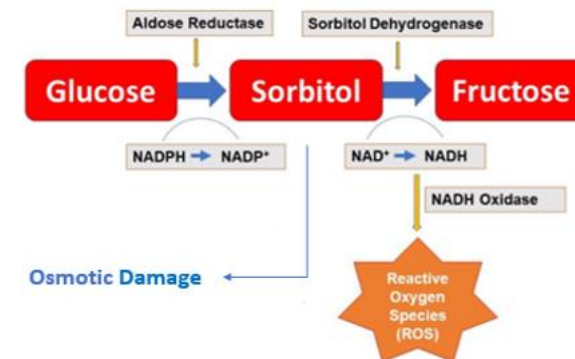 Aldose Reductase
Sorbitol Dehydrogenase
Glucose
Sorbitol
Fructose
NADPH
NADP⁺
NAD⁺
NADH
NADH Oxidase
Osmotic Damage
Reactive
Oxygen
Species
(ROS)